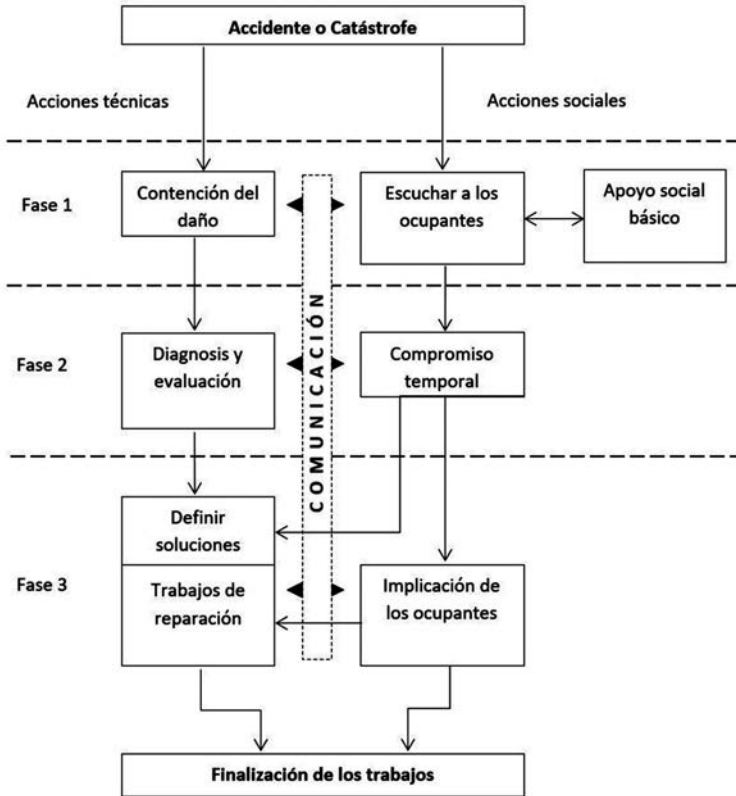 Accidente o Catástrofe
Acciones técnicas
Acciones sociales
Fase 1
Contención del
daño
Escuchar a los
ocupantes
Apoyo social
básico
COMUNICACIÓN
Fase 2
Diagnosis y
evaluación
Compromiso
temporal
Definir
soluciones
Fase 3
Trabajos de
reparación
Implicación de
los ocupantes
Finalización de los trabajos